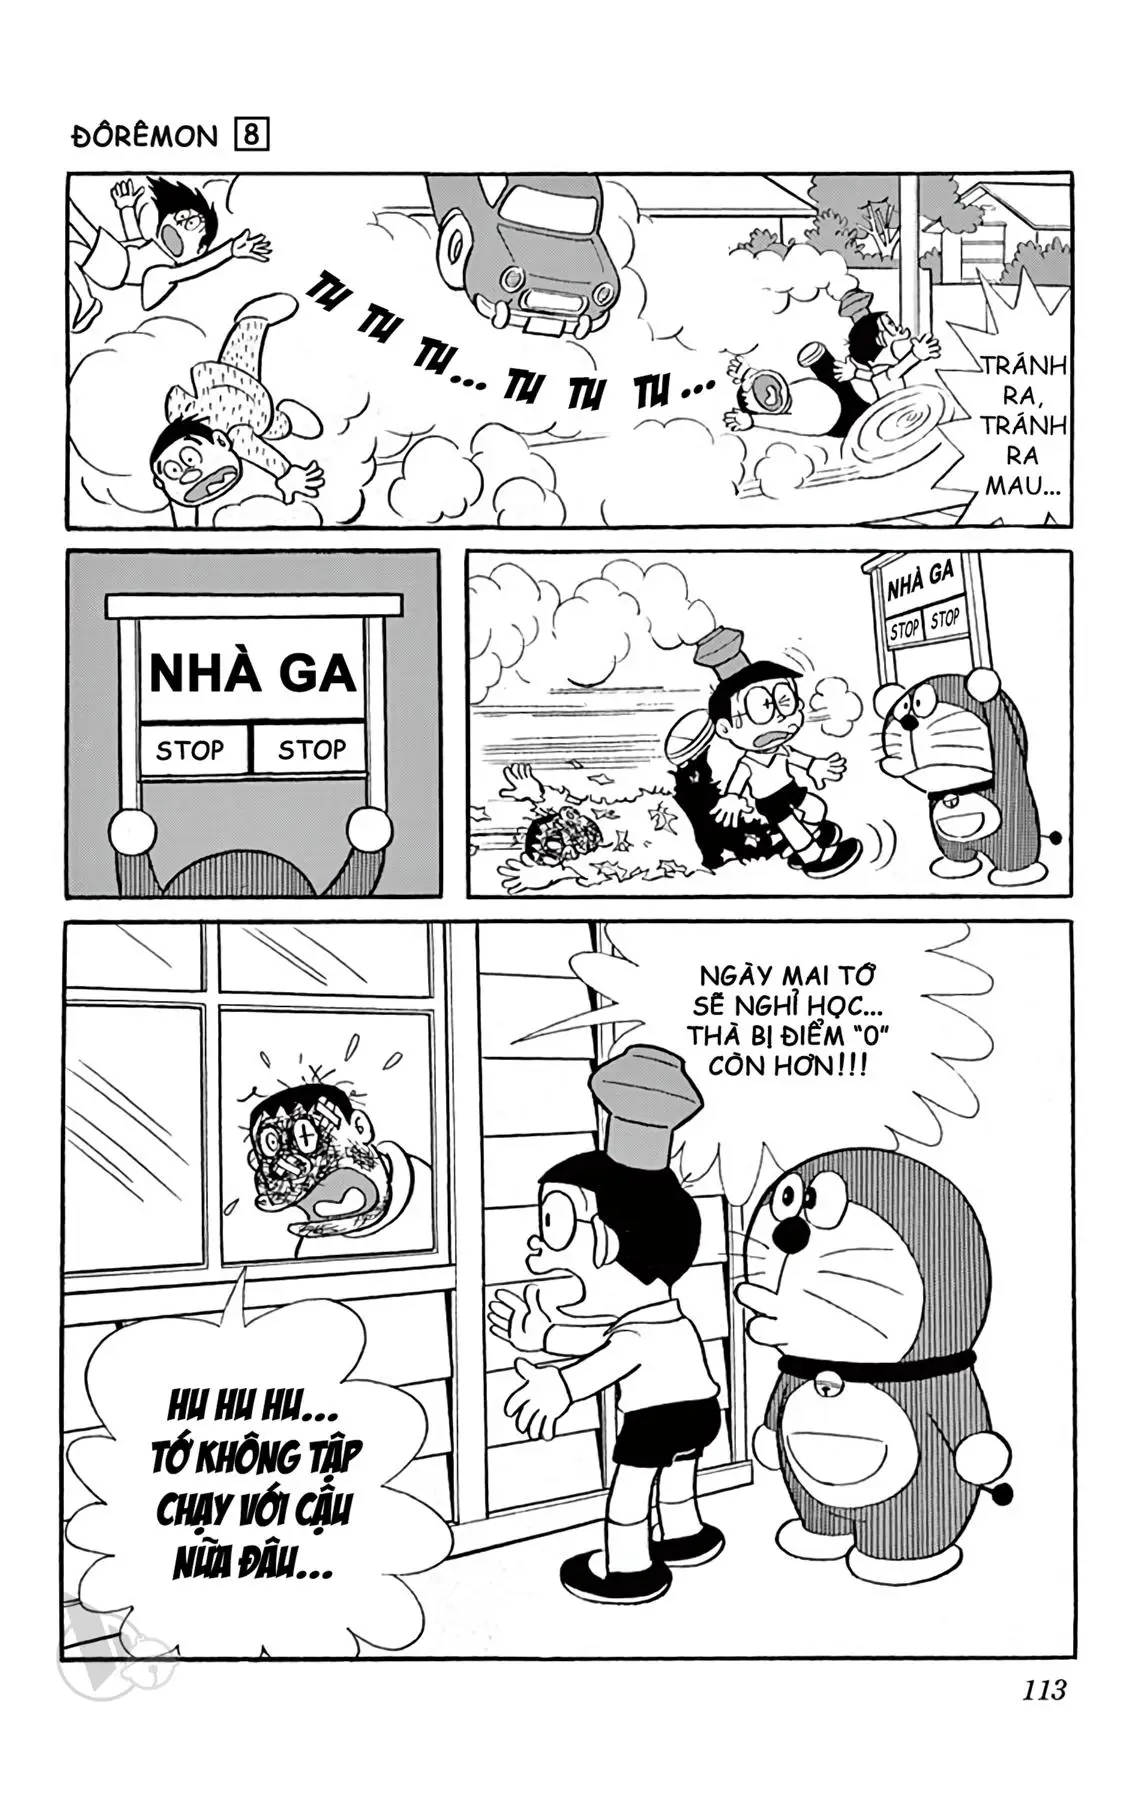 ĐÔRÊMON 8
TU TU TU... TU TU TU...
TRÁNH
RA,
TRÁNH
RA
MAU...
NHÀ GA
STOP STOP
NHÀ GA
STOP STOP
NGÀY MAI TỚ
SẼ NGHỈ HỌC...
THÀ BỊ ĐIỂM "0"
CÒN HƠN!!!
HU HU HU...
TỚ KHÔNG TẬP
CHẠY VỚI CẬU
NỮA ĐÂU...
113